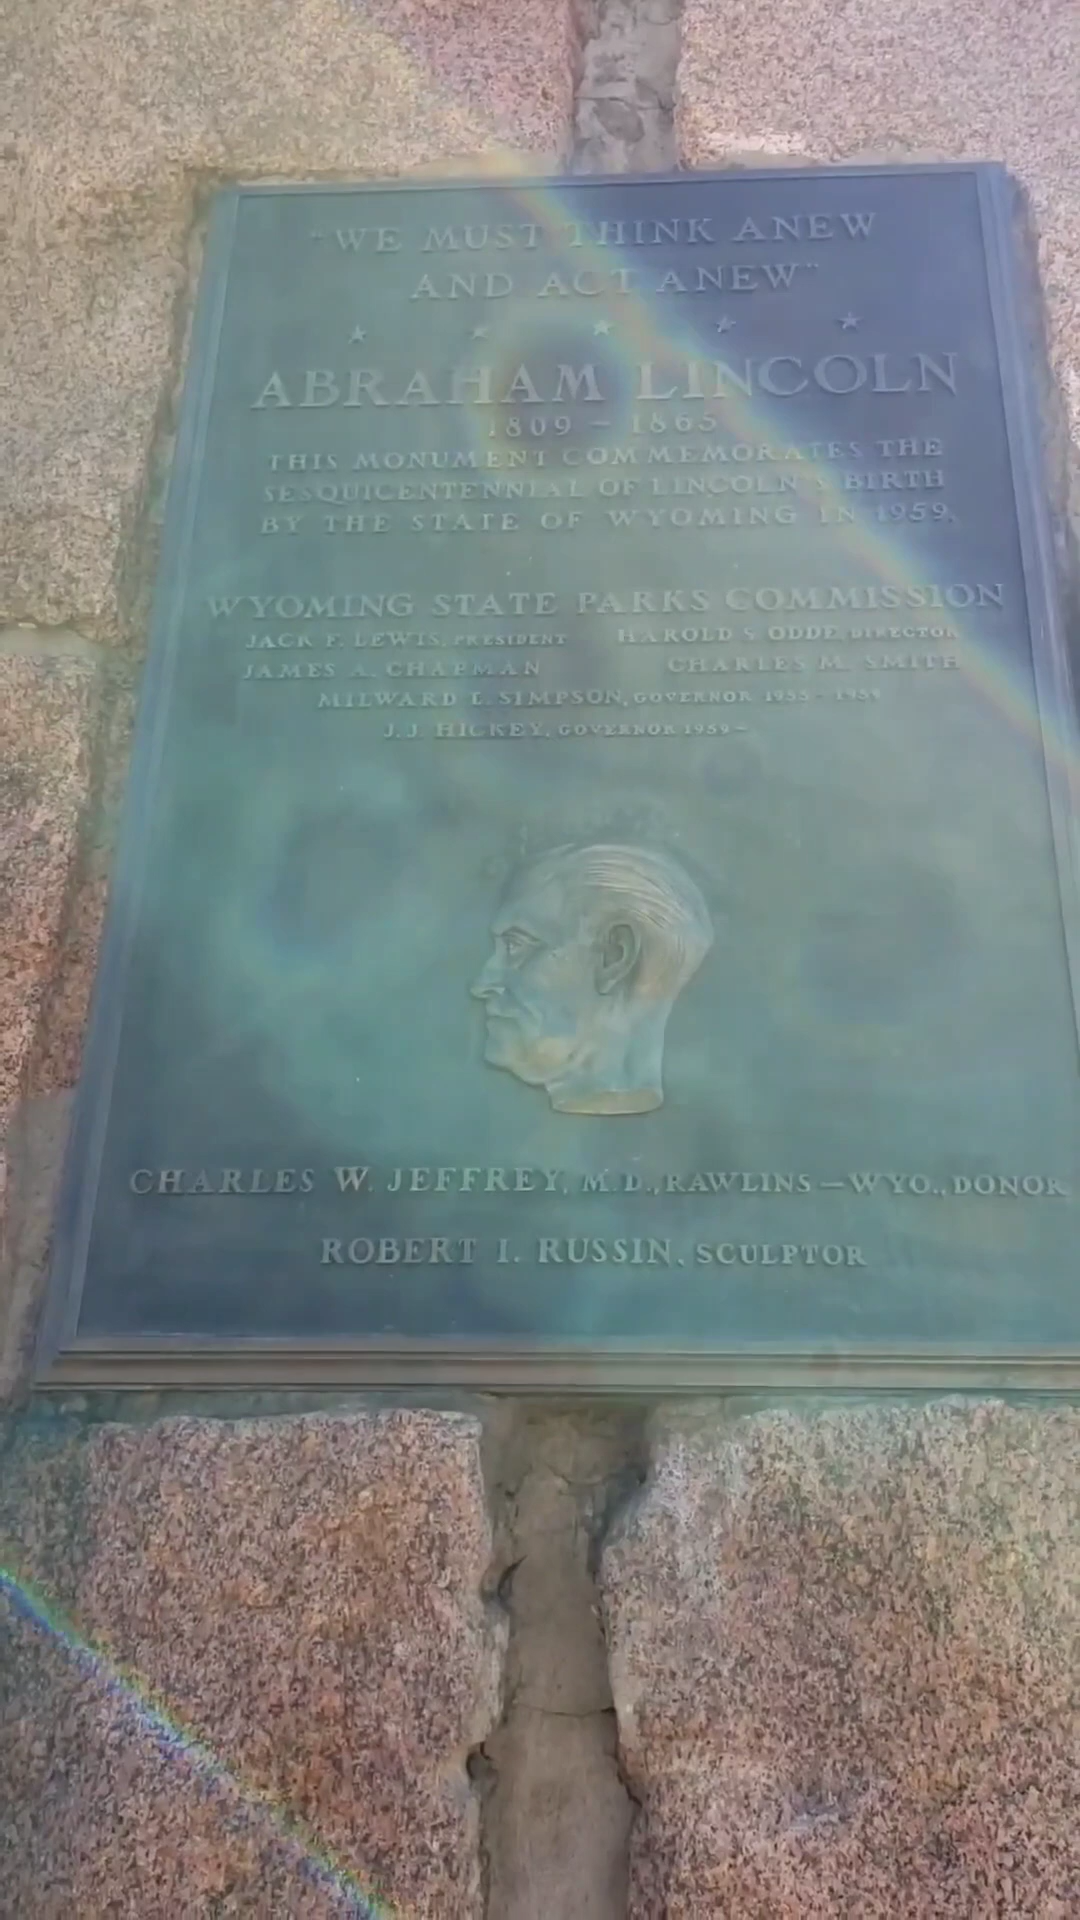 "WE MUST THINK ANEW
AND ACT ANEW"
ABRAHAM LINCOLN
1809 – 1865
THIS MONUMENT COMMEMORATES THE
SESQUICENTENNIAL OF LINCOLN'S BIRTH
BY THE STATE OF WYOMING IN 1959.
WYOMING STATE PARKS COMMISSION
JACK F. LEWIS, PRESIDENT HAROLD S. ODDE, DIRECTOR
JAMES A. CHAPMAN CHARLES M. SMITH
MILWARD L. SIMPSON, GOVERNOR 1955 – 1959
J. J. HICKEY, GOVERNOR 1959 –
CHARLES W. JEFFREY, M.D., RAWLINS – WYO., DONOR
ROBERT I. RUSSIN, SCULPTOR